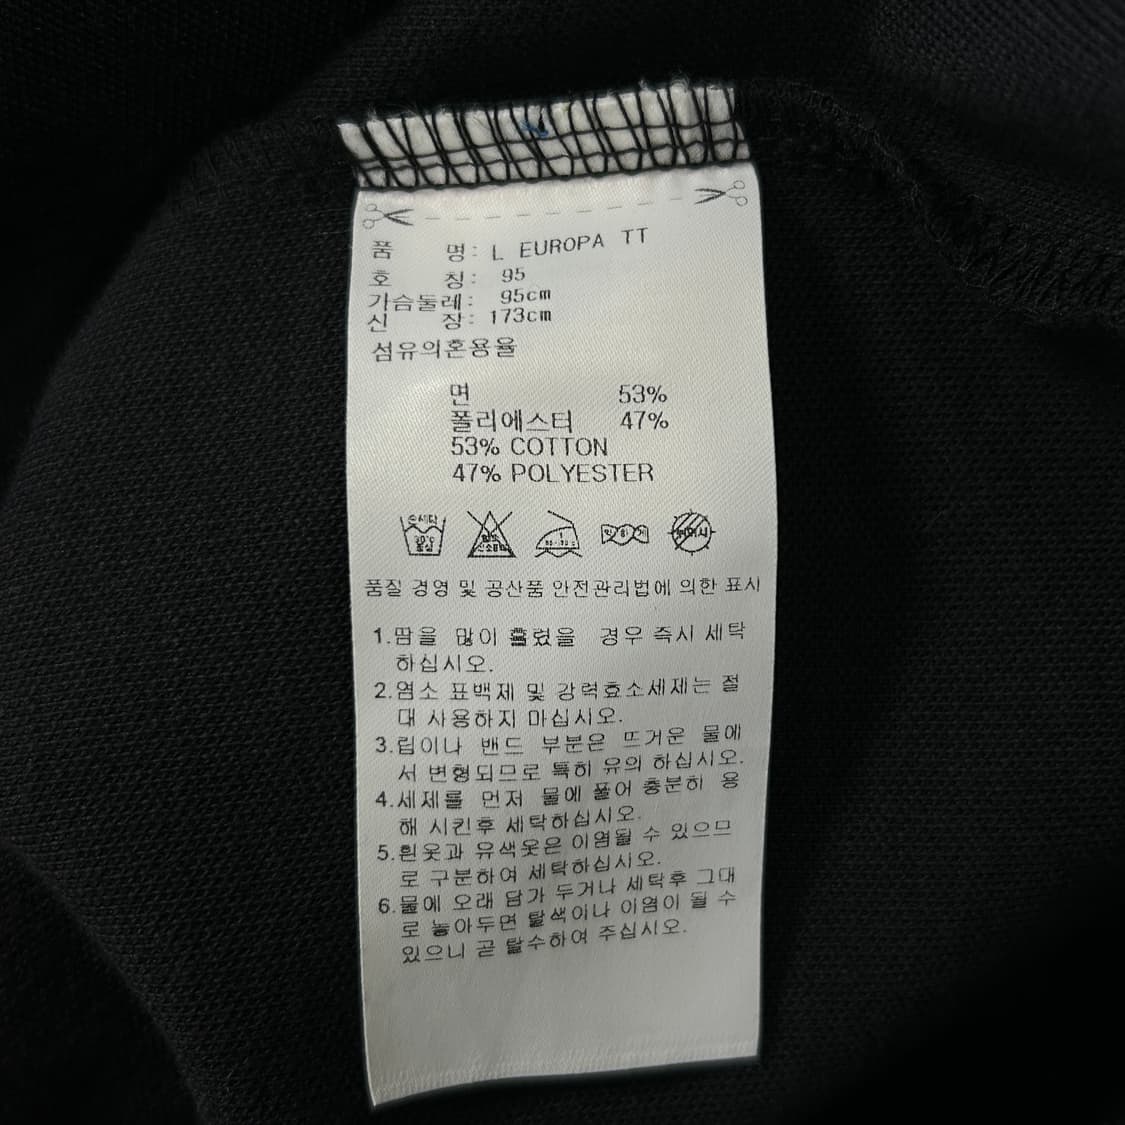 품 명: L EUROPA TT
호 칭: 95
가슴둘레: 95cm
신 장: 173cm
섬유의혼용율
면 53%
폴리에스터 47%
53% COTTON
47% POLYESTER
품질 경영 및 공산품 안전관리법에 의한 표시
1.땀을 많이 흘렸을 경우 즉시 세탁
하십시오.
2.염소 표백제 및 강력효소세제는 절
대 사용하지 마십시오.
3.립이나 밴드 부분은 뜨거운 물에
서 변형되므로 특히 유의 하십시오.
4.세제를 먼저 물에 풀어 충분히 용
해 시킨후 세탁하십시오.
5.흰옷과 유색옷은 이염될 수 있으므
로 구분하여 세탁하십시오.
6.물에 오래 담가 두거나 세탁후 그대
로 놓아두면 탈색이나 이염이 될 수
있으니 곧 탈수하여 주십시오.